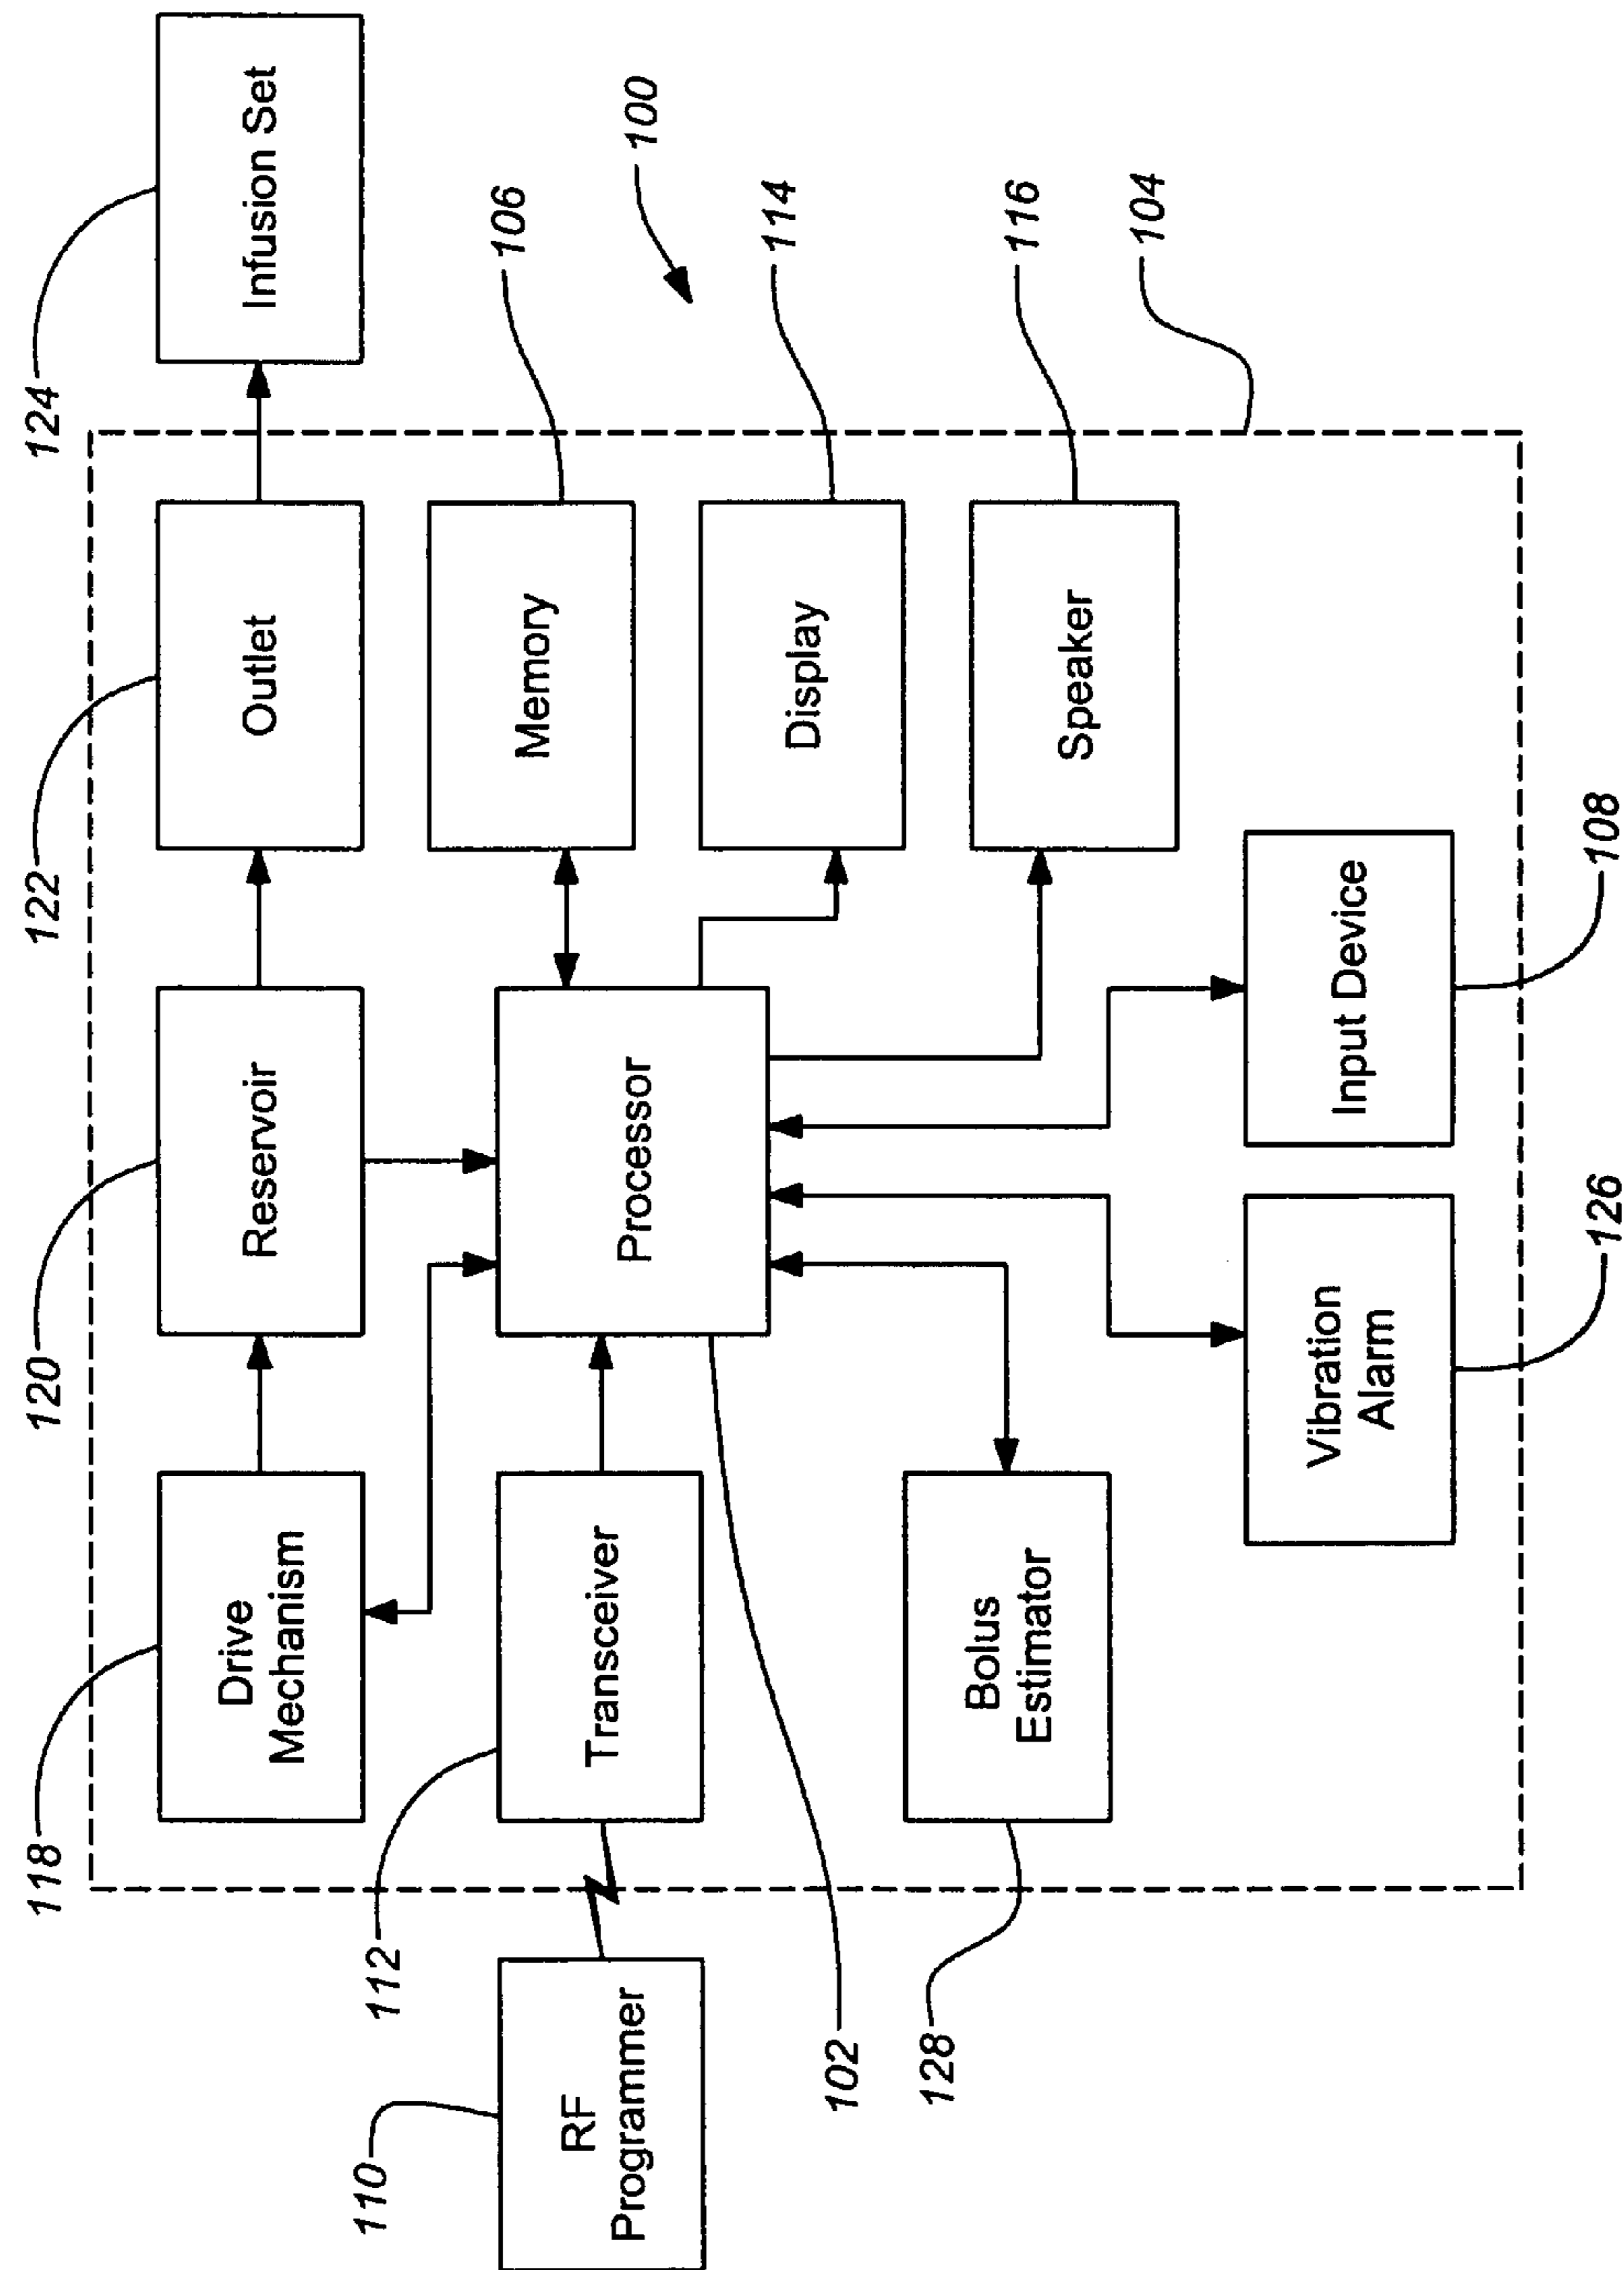 118
120
122
124
Drive
Mechanism
Reservoir
Outlet
Infusion Set
110
112
RF
Programmer
Transceiver
Processor
Memory
106
100
102
Display
114
128
Bolus
Estimator
Speaker
116
Vibration
Alarm
Input Device
104
126
108